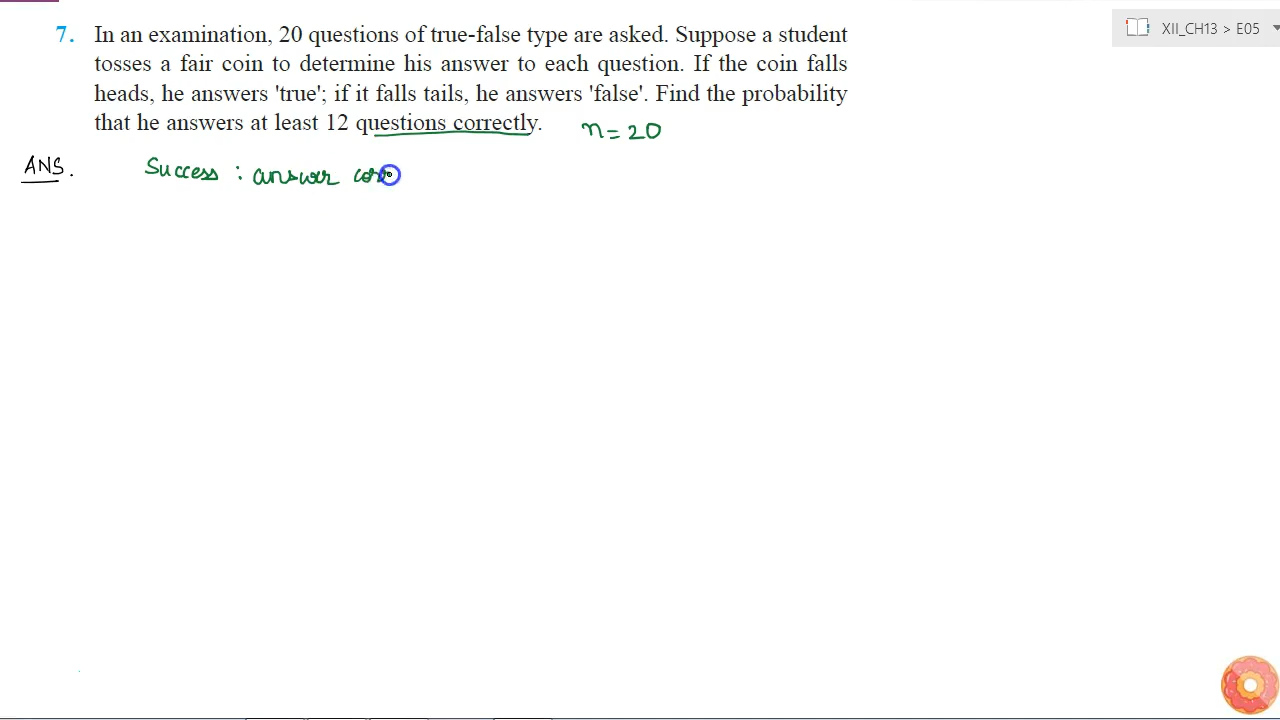 XII_CH13 > E05
7. In an examination, 20 questions of true-false type are asked. Suppose a student
tosses a fair coin to determine his answer to each question. If the coin falls
heads, he answers 'true'; if it falls tails, he answers 'false'. Find the probability
that he answers at least 12 questions correctly. n = 20
ANS. Success : answer cor